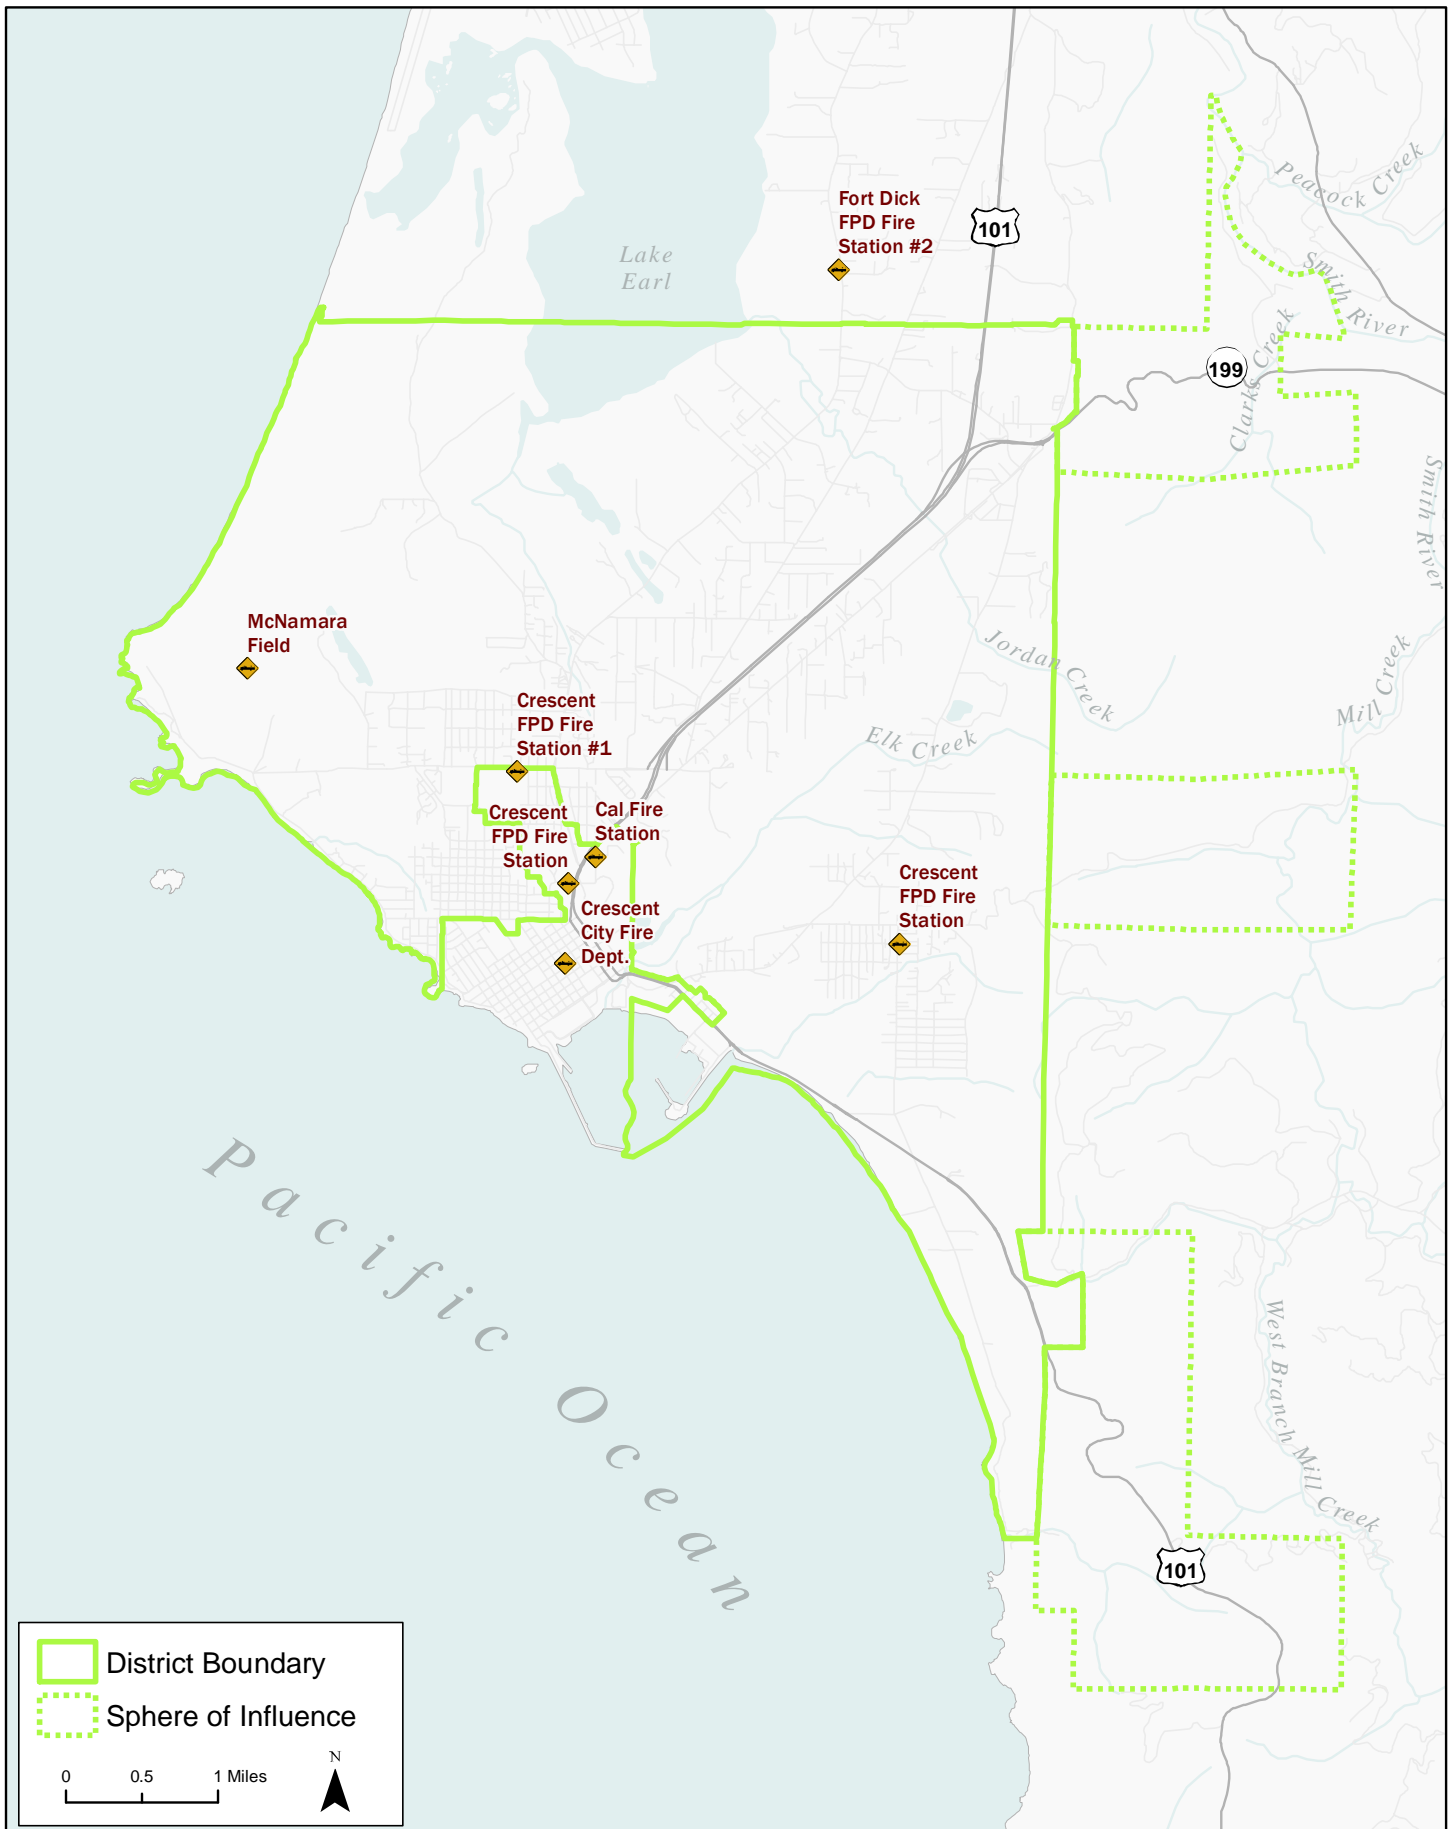 Peacock Creek
Fort Dick
FPD Fire
Station #2
101
Lake
Earl
Smith River
199
Clarks Creek
Smith River
McNamara
Field
Jordan Creek
Mill Creek
Crescent
FPD Fire
Station #1
Elk Creek
Crescent
FPD Fire
Station
Cal Fire
Station
Crescent
FPD Fire
Station
Crescent
City Fire
Dept.
Pacific Ocean
West Branch Mill Creek
101
District Boundary
Sphere of Influence
N
0 0.5 1 Miles